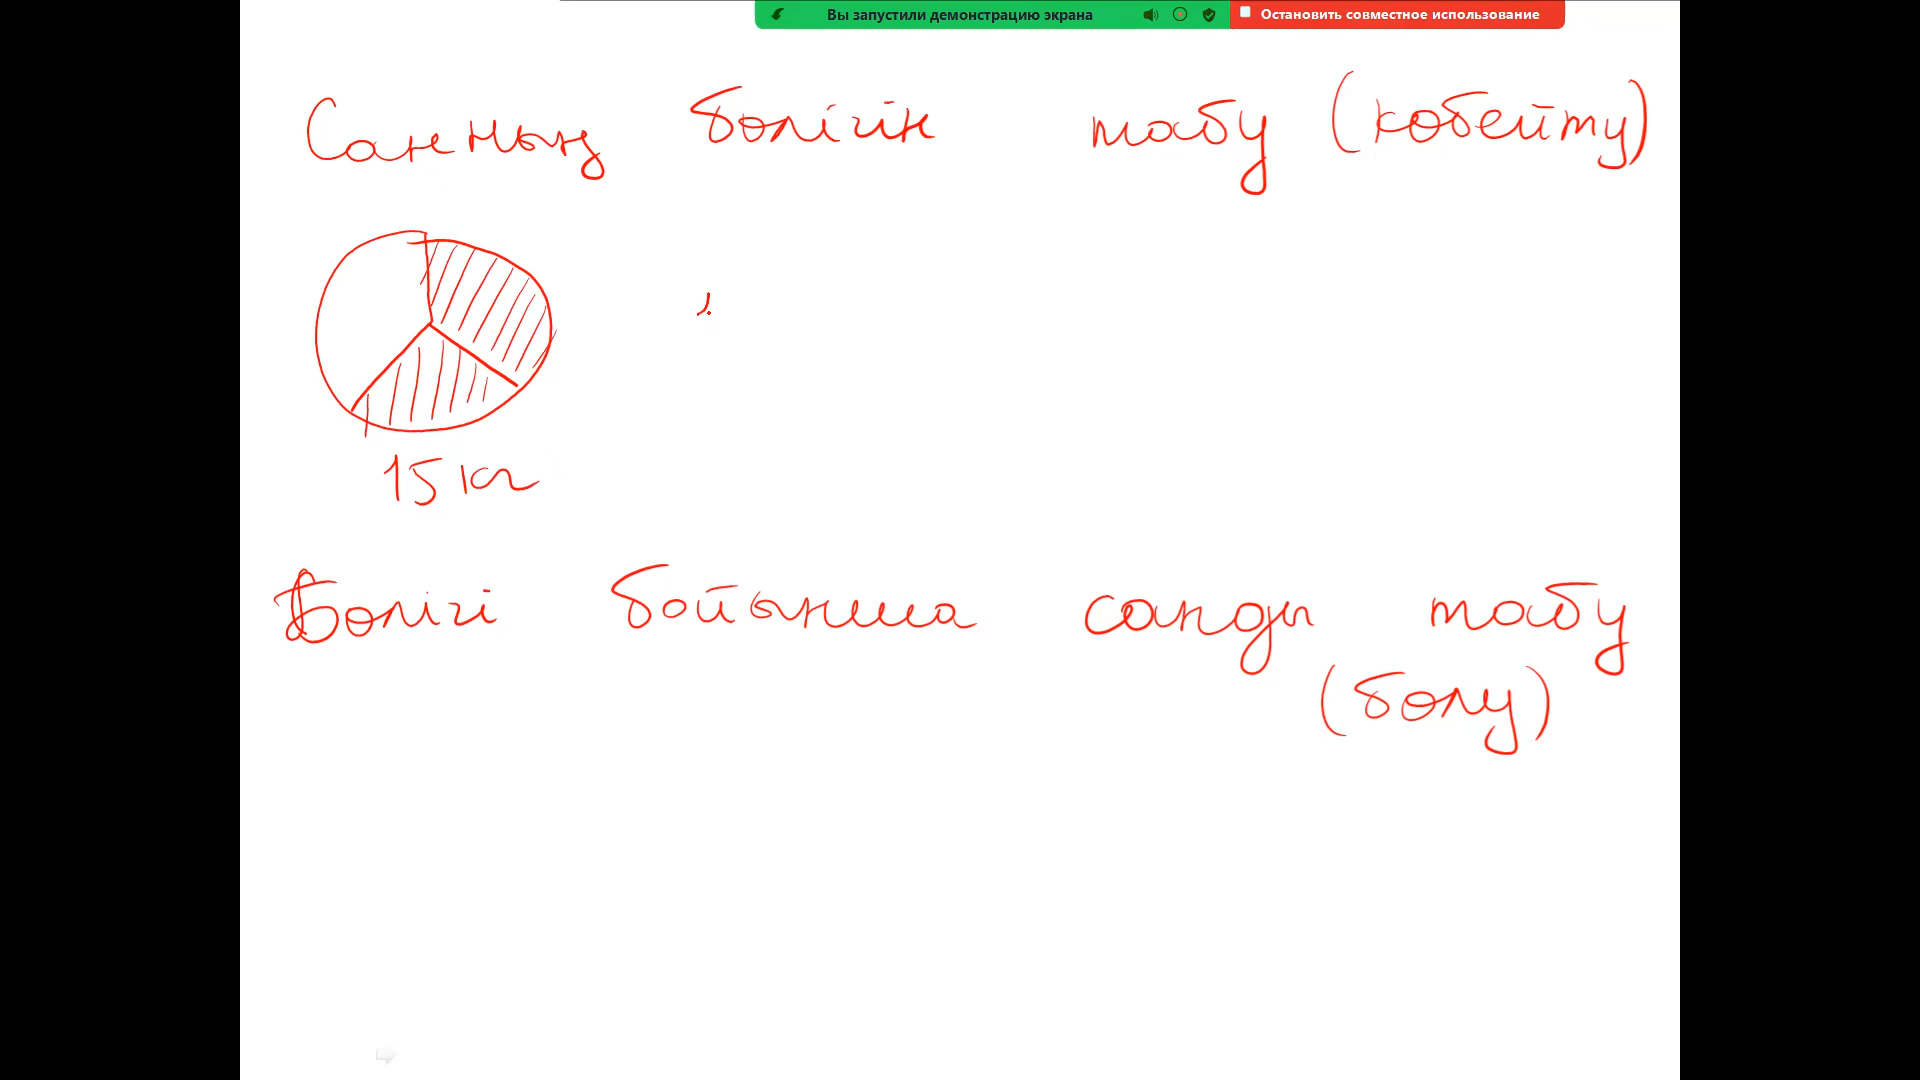 Вы запустили демонстрацию экрана Остановить совместное использование
Санның бөлігін табу (көбейту)
15 кг
Бөлігі бойынша санды табу
(бөлу)